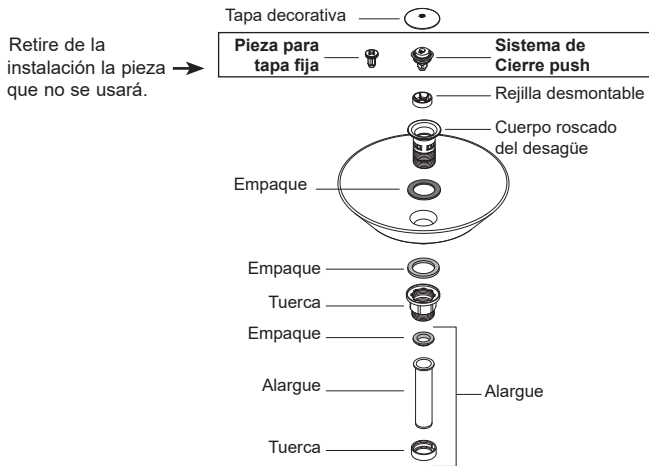 Tapa decorativa
Retire de la
instalación la pieza
que no se usará.
Pieza para
tapa fija
Sistema de
Cierre push
Rejilla desmontable
Cuerpo roscado
del desagüe
Empaque
Empaque
Tuerca
Empaque
Alargue
Alargue
Tuerca